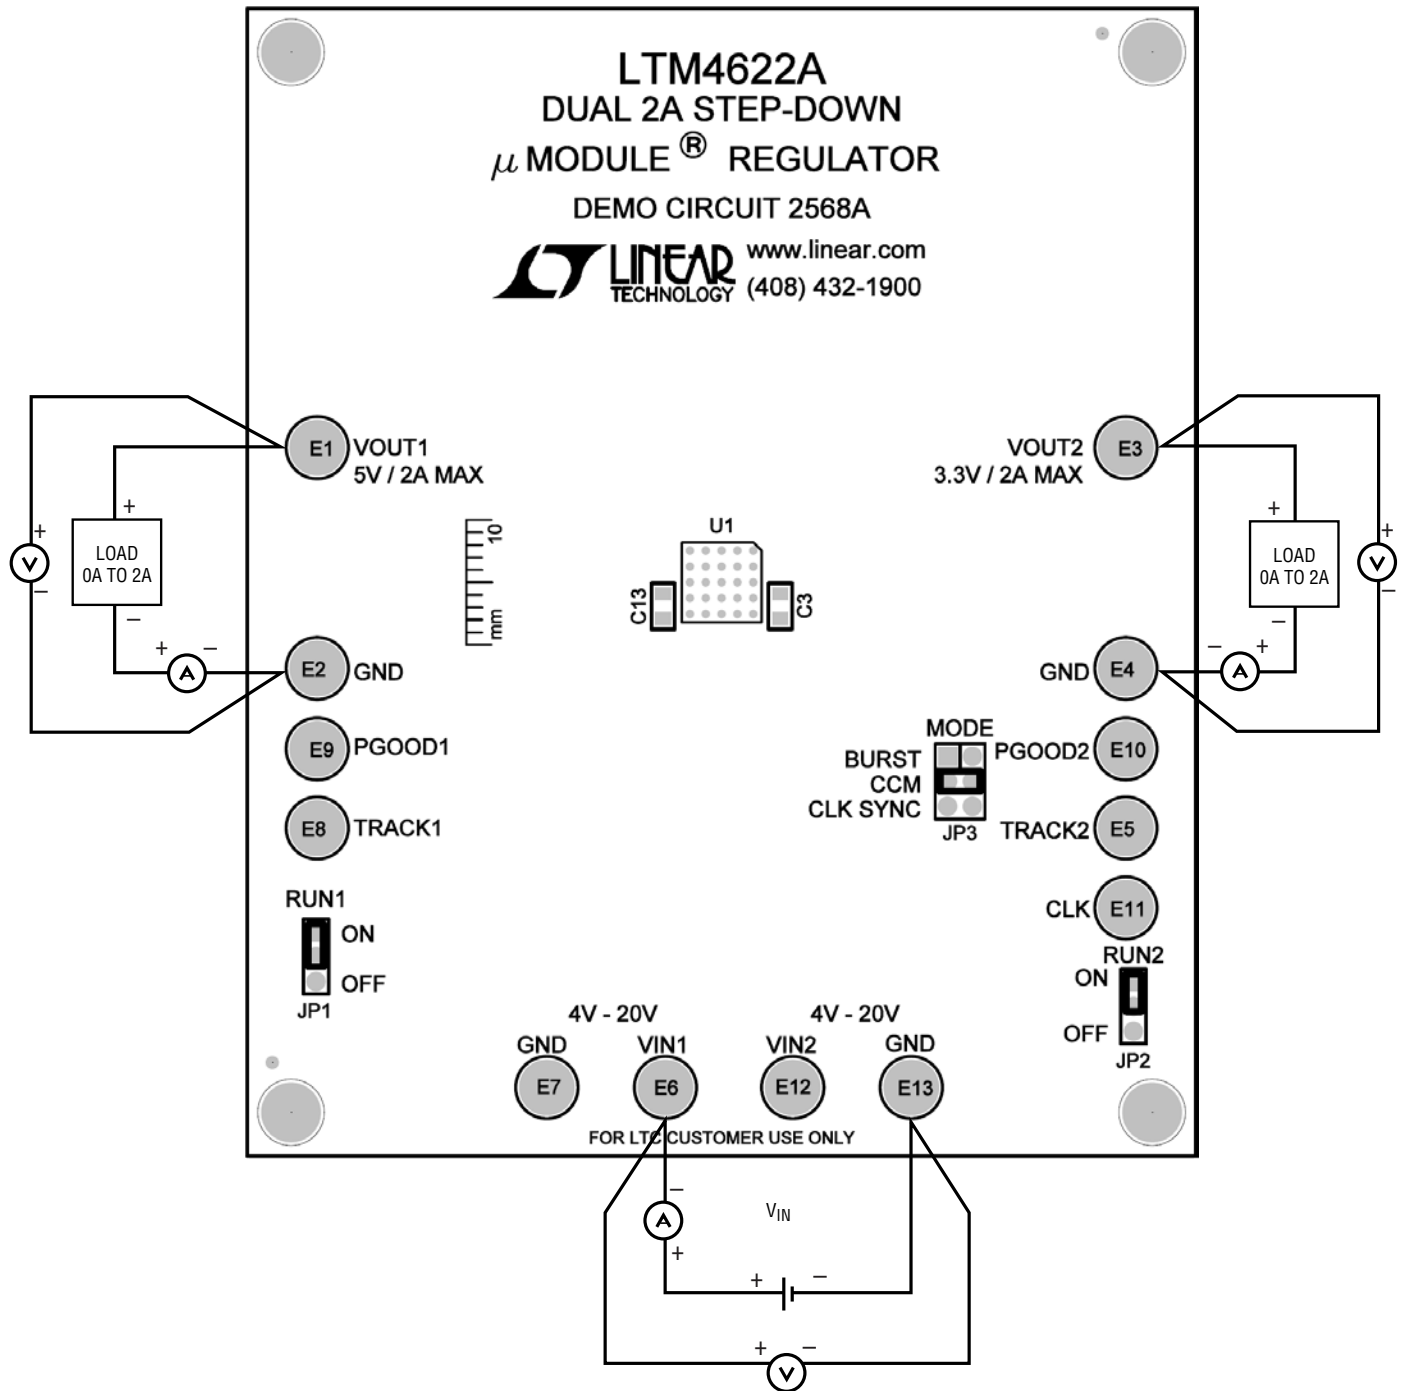 LTM4622A
DUAL 2A STEP-DOWN
μ MODULE ® REGULATOR
DEMO CIRCUIT 2568A
LINEAR TECHNOLOGY
www.linear.com
(408) 432-1900
E1 VOUT1
5V / 2A MAX
VOUT2 E3
3.3V / 2A MAX
+
+
+
+
LOAD
0A TO 2A
V
10
mm
U1
C13
C3
LOAD
0A TO 2A
V
−
−
−
−
+ A −
− A +
E2 GND
GND E4
E9 PGOOD1
MODE
BURST
CCM
CLK SYNC
JP3
PGOOD2 E10
E8 TRACK1
TRACK2 E5
RUN1
ON
OFF
JP1
CLK E11
RUN2
ON
OFF
JP2
4V - 20V
4V - 20V
GND
VIN1
VIN2
GND
E7
E6
E12
E13
FOR LTC CUSTOMER USE ONLY
−
A
+
VIN
+ −
+ −
V